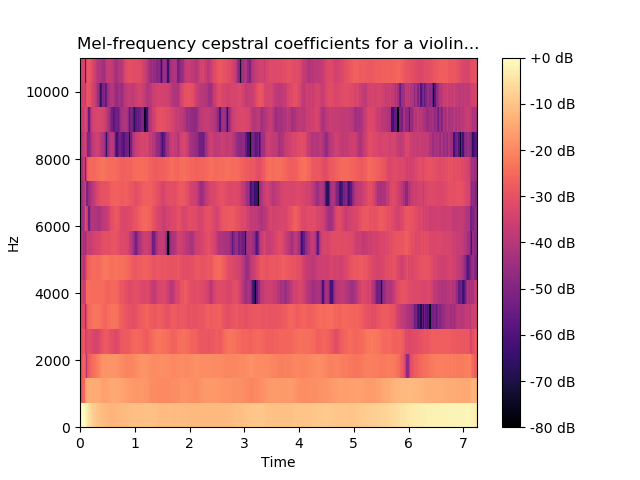 Mel-frequency cepstral coefficients for a violin...
+0 dB
-10 dB
-20 dB
-30 dB
-40 dB
-50 dB
-60 dB
-70 dB
-80 dB
10000
8000
6000
4000
2000
0
Hz
0 1 2 3 4 5 6 7
Time